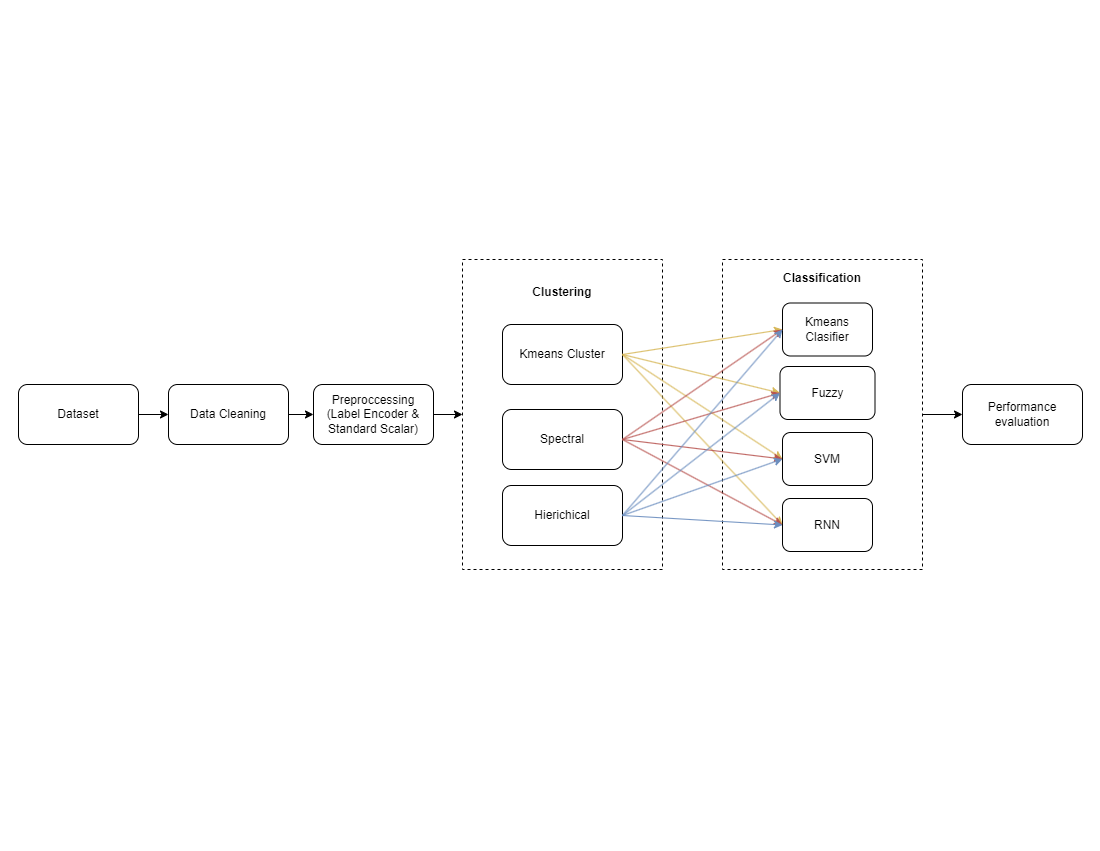 Dataset
Data Cleaning
Preproccessing
(Label Encoder &
Standard Scalar)
Clustering
Kmeans Cluster
Spectral
Hierichical
Classification
Kmeans
Clasifier
Fuzzy
SVM
RNN
Performance
evaluation